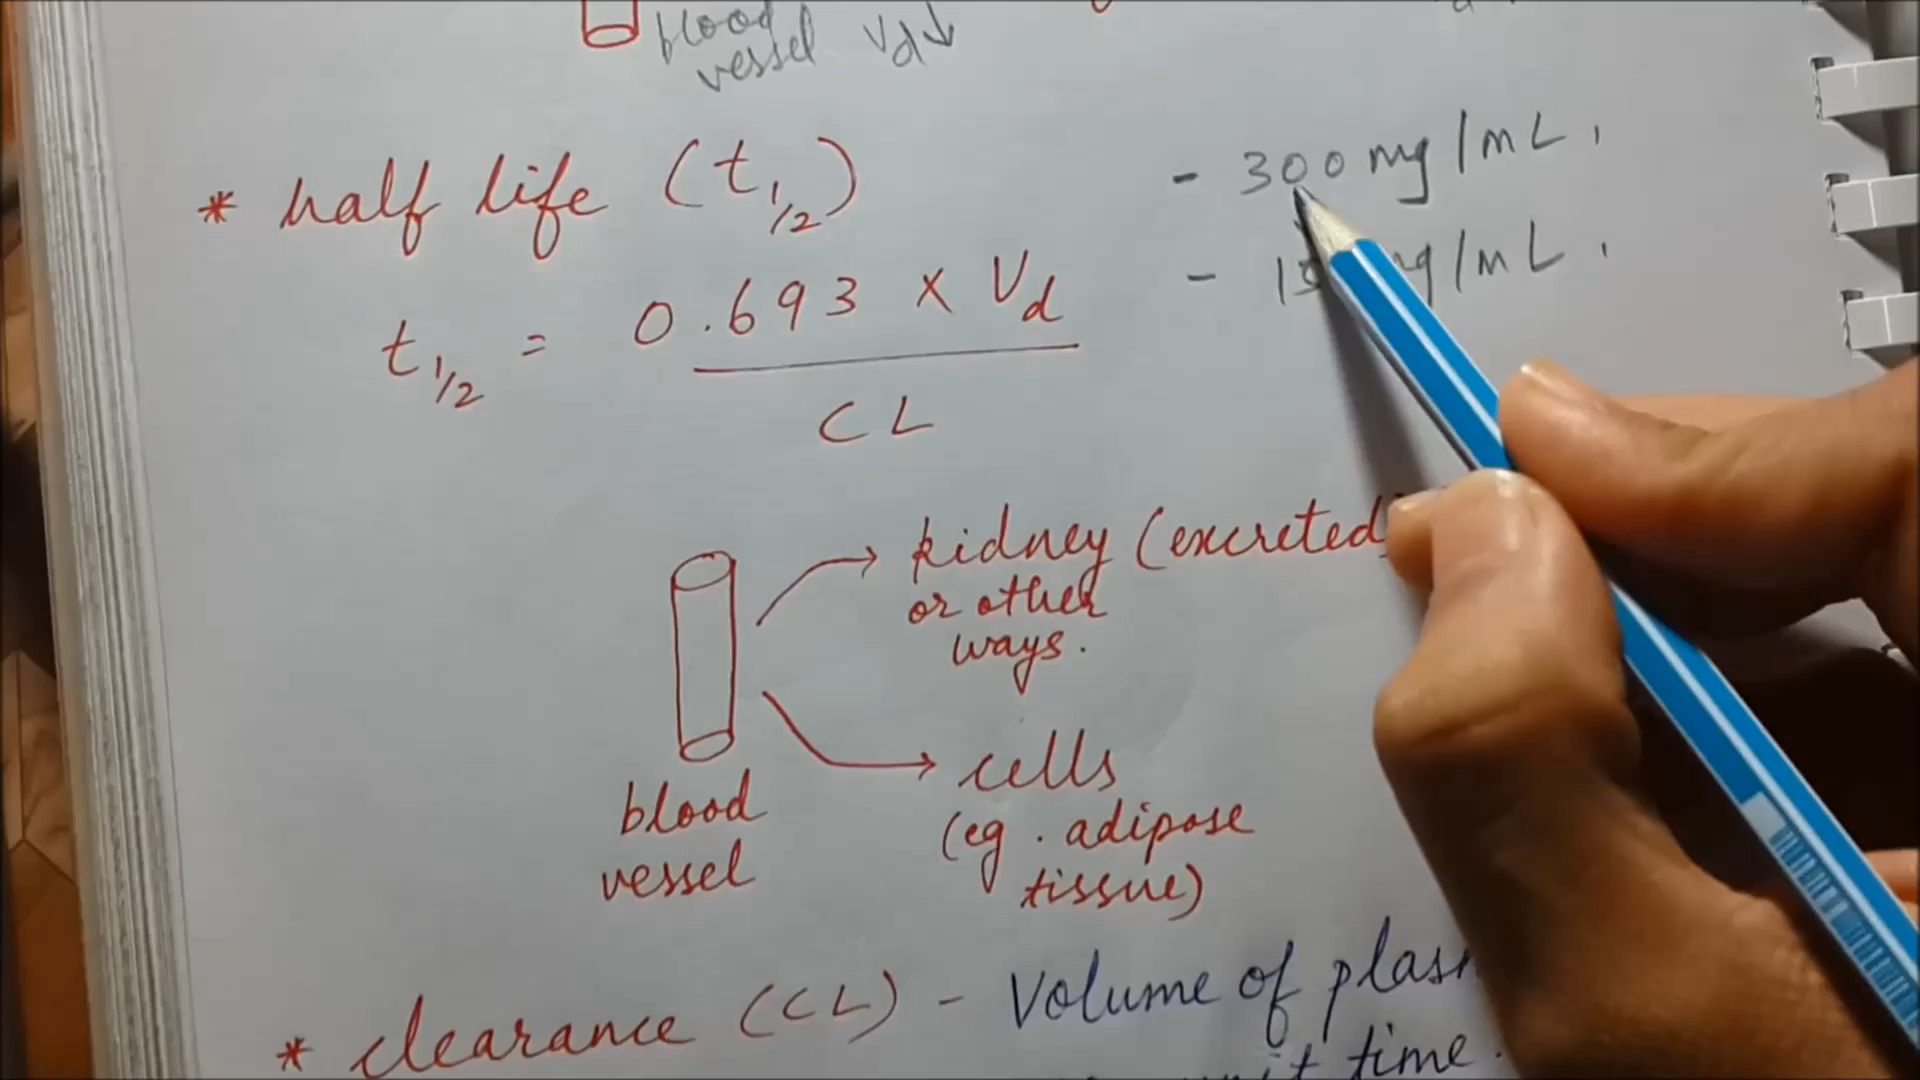 blood
vessel Vd↓
* half life (t1/2)
- 300 mg/mL.
- mg/mL.
t1/2 = 0.693 x Vd
CL
kidney (excreted)
or other
ways.
cells
(eg. adipose
tissue)
blood
vessel
* clearance (CL) - Volume of
unit time.